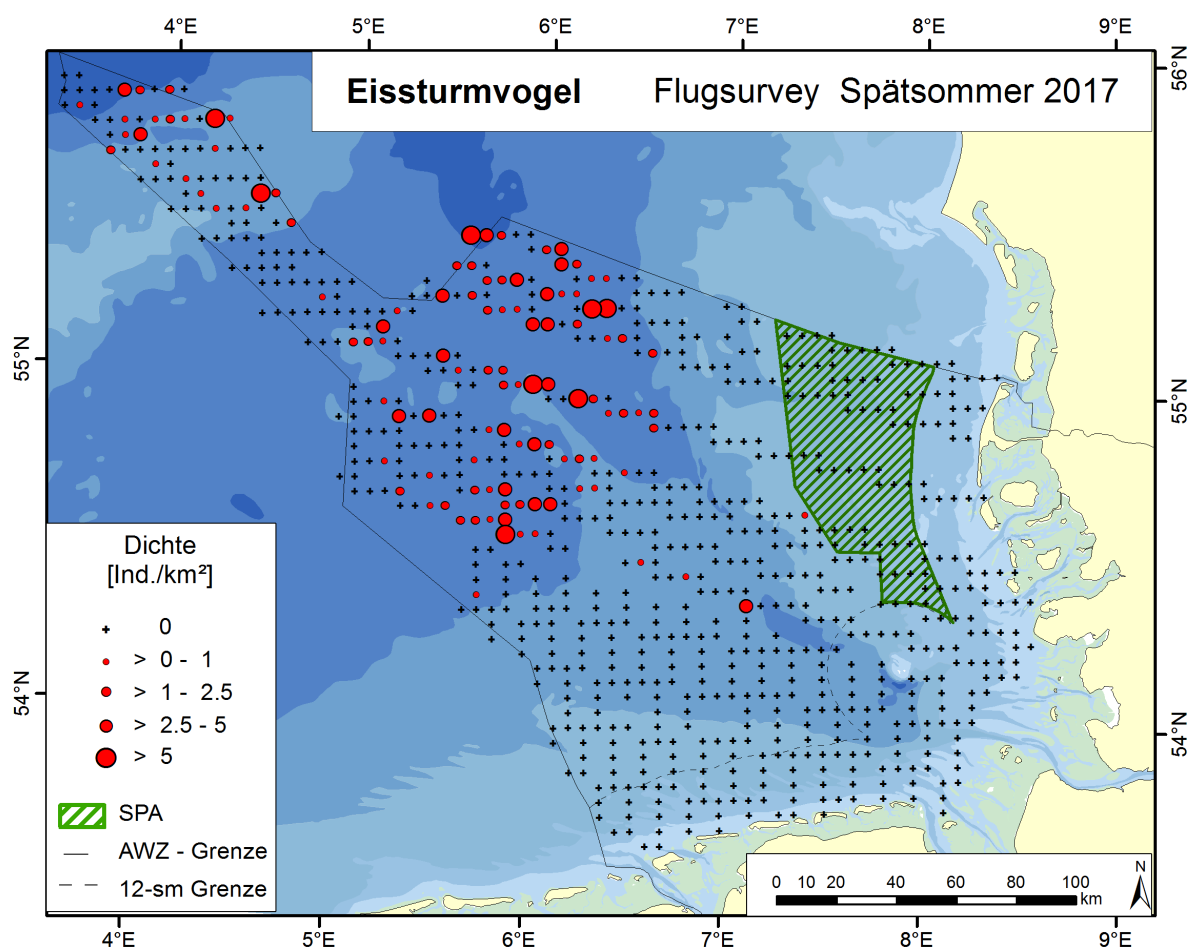 4°E 5°E 6°E 7°E 8°E 9°E
Eissturmvogel Flugsurvey Spätsommer 2017
56°N
55°N
55°N
54°N
54°N
Dichte
[Ind./km²]
0
> 0 - 1
> 1 - 2.5
> 2.5 - 5
> 5
SPA
AWZ - Grenze
12-sm Grenze
N
0 10 20 40 60 80 100
km
4°E 5°E 6°E 7°E 8°E 9°E